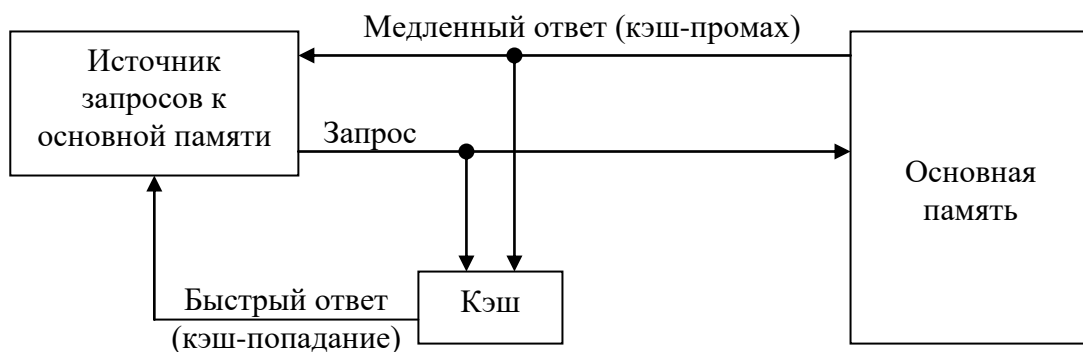 Медленный ответ (кэш-промах)
Источник
запросов к
основной памяти
Запрос
Основная
память
Кэш
Быстрый ответ
(кэш-попадание)